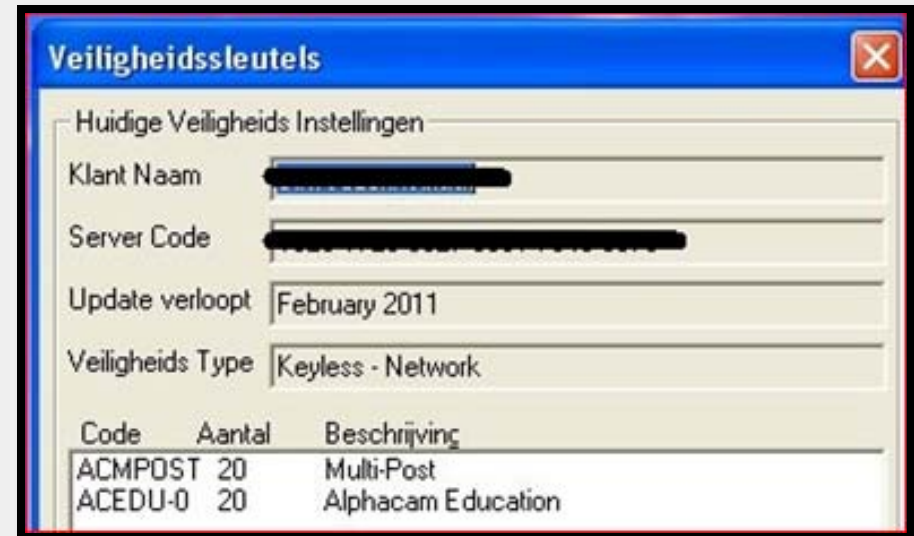 Veiligheidssleutels
Huidige Veiligheids Instellingen
Klant Naam
Server Code
Update verloopt February 2011
Veiligheids Type Keyless - Network
Code Aantal Beschrijving
ACMPOST 20 Multi-Post
ACEDU-0 20 Alphacam Education